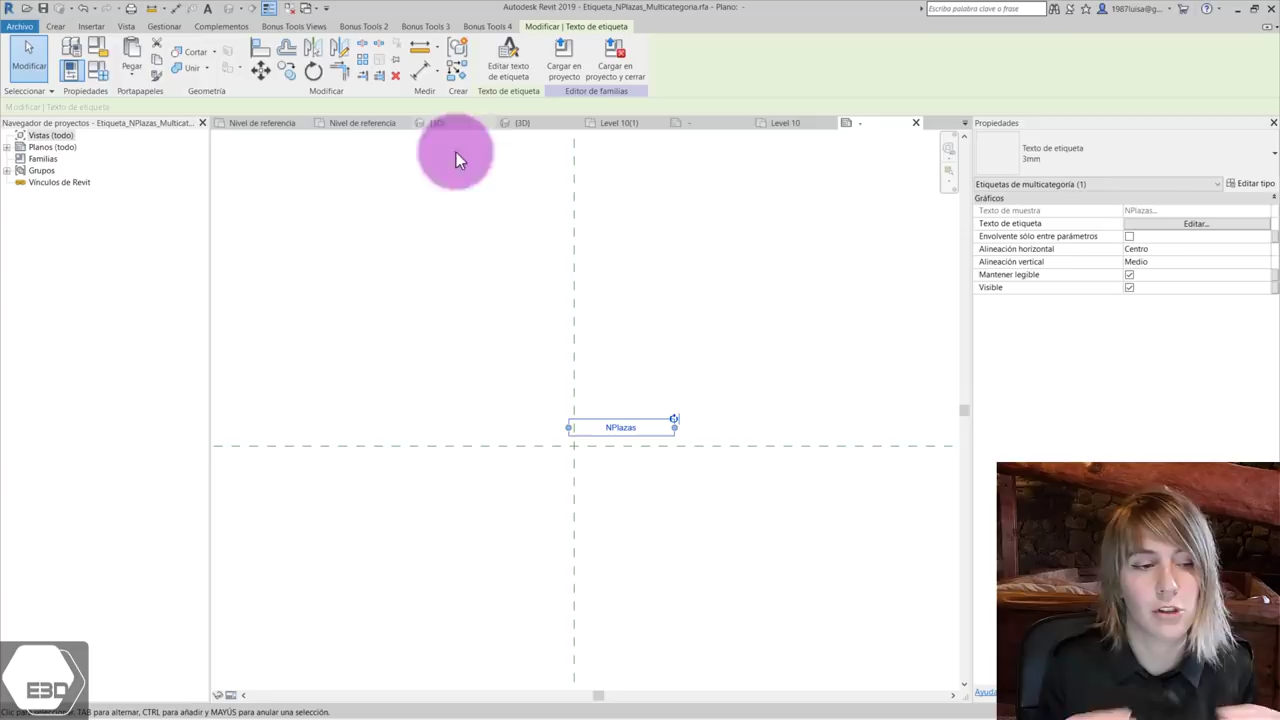 Autodesk Revit 2019 - Etiqueta_NPlazas_Multicategoria.rfa - Plano: -
Escriba palabra clave o frase
1987luisa@g...
Archivo Crear Insertar Vista Gestionar Complementos Bonus Tools Views Bonus Tools 2 Bonus Tools 3 Bonus Tools 4 Modificar | Texto de etiqueta
Modificar
Pegar
Cortar
Unir
Editar texto de etiqueta
Cargar en proyecto
Cargar en proyecto y cerrar
Seleccionar Propiedades Portapapeles Geometría Modificar Medir Crear Texto de etiqueta Editor de familias
Modificar | Texto de etiqueta
Navegador de proyectos - Etiqueta_NPlazas_Multicat...
Nivel de referencia
Nivel de referencia
{3D}
{3D}
Level 10(1)
-
Level 10
-
Propiedades
Vistas (todo)
Planos (todo)
Familias
Grupos
Vínculos de Revit
Texto de etiqueta
3mm
Etiquetas de multicategoría (1)
Editar tipo
Gráficos
Texto de muestra NPlazas...
Texto de etiqueta Editar...
Envolvente sólo entre parámetros
Alineación horizontal Centro
Alineación vertical Medio
Mantener legible
Visible
NPlazas
E3D
Ayuda
Clic para seleccionar, TAB para alternar, CTRL para añadir y MAYÚS para anular una selección.